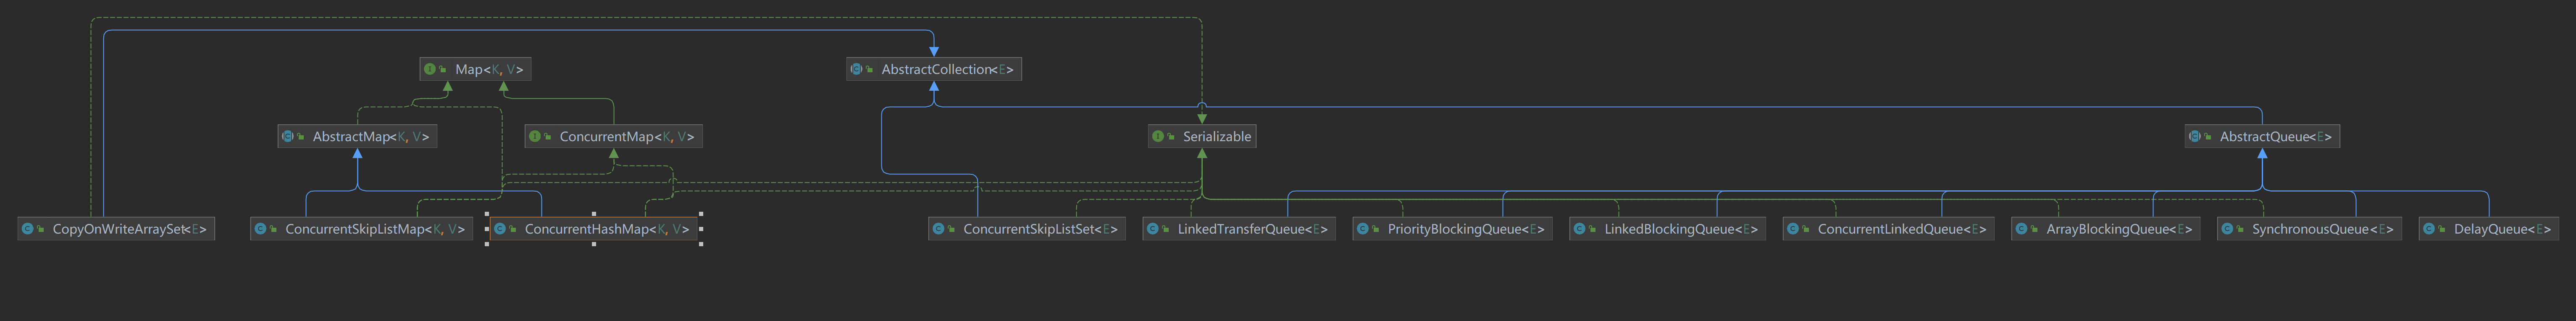 Map<K, V>
AbstractCollection<E>
AbstractMap<K, V>
ConcurrentMap<K, V>
Serializable
AbstractQueue<E>
CopyOnWriteArraySet<E>
ConcurrentSkipListMap<K, V>
ConcurrentHashMap<K, V>
ConcurrentSkipListSet<E>
LinkedTransferQueue<E>
PriorityBlockingQueue<E>
LinkedBlockingQueue<E>
ConcurrentLinkedQueue<E>
ArrayBlockingQueue<E>
SynchronousQueue<E>
DelayQueue<E>